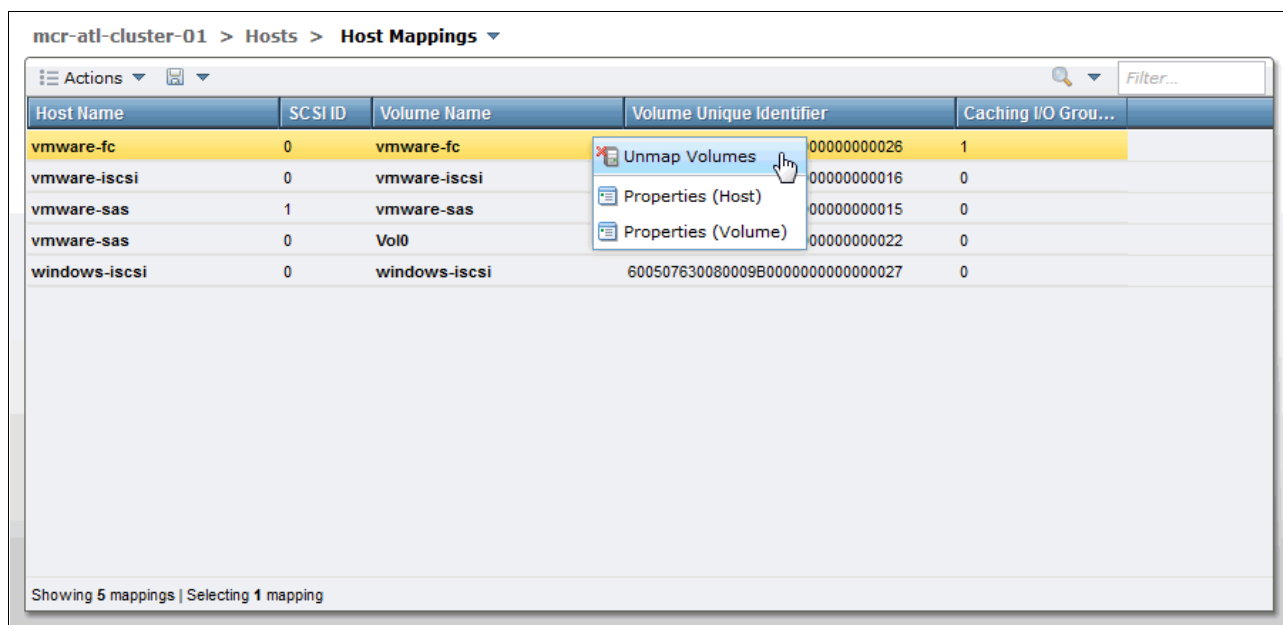 mcr-atl-cluster-01 > Hosts > Host Mappings
Actions Filter...
Host Name SCSI ID Volume Name Volume Unique Identifier Caching I/O Grou...
vmware-fc 0 vmware-fc 00000000026 1
Unmap Volumes
vmware-iscsi 0 vmware-iscsi 00000000016 0
Properties (Host)
vmware-sas 1 vmware-sas 00000000015 0
Properties (Volume)
vmware-sas 0 Vol0 00000000022 0
windows-iscsi 0 windows-iscsi 600507630080009B0000000000000027 0
Showing 5 mappings | Selecting 1 mapping